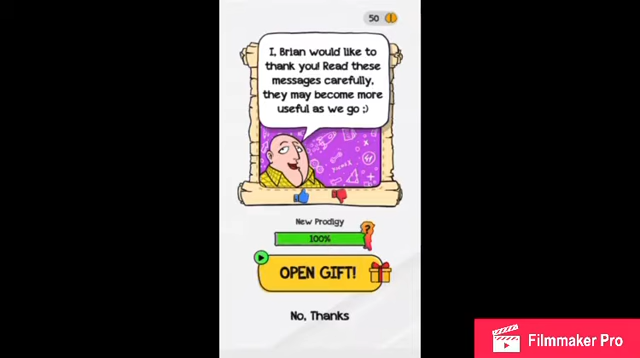 50
I, Brian would like to
thank you! Read these
messages carefully,
they may become more
useful as we go ;)
New Prodigy
100%
OPEN GIFT!
No, Thanks
Filmmaker Pro